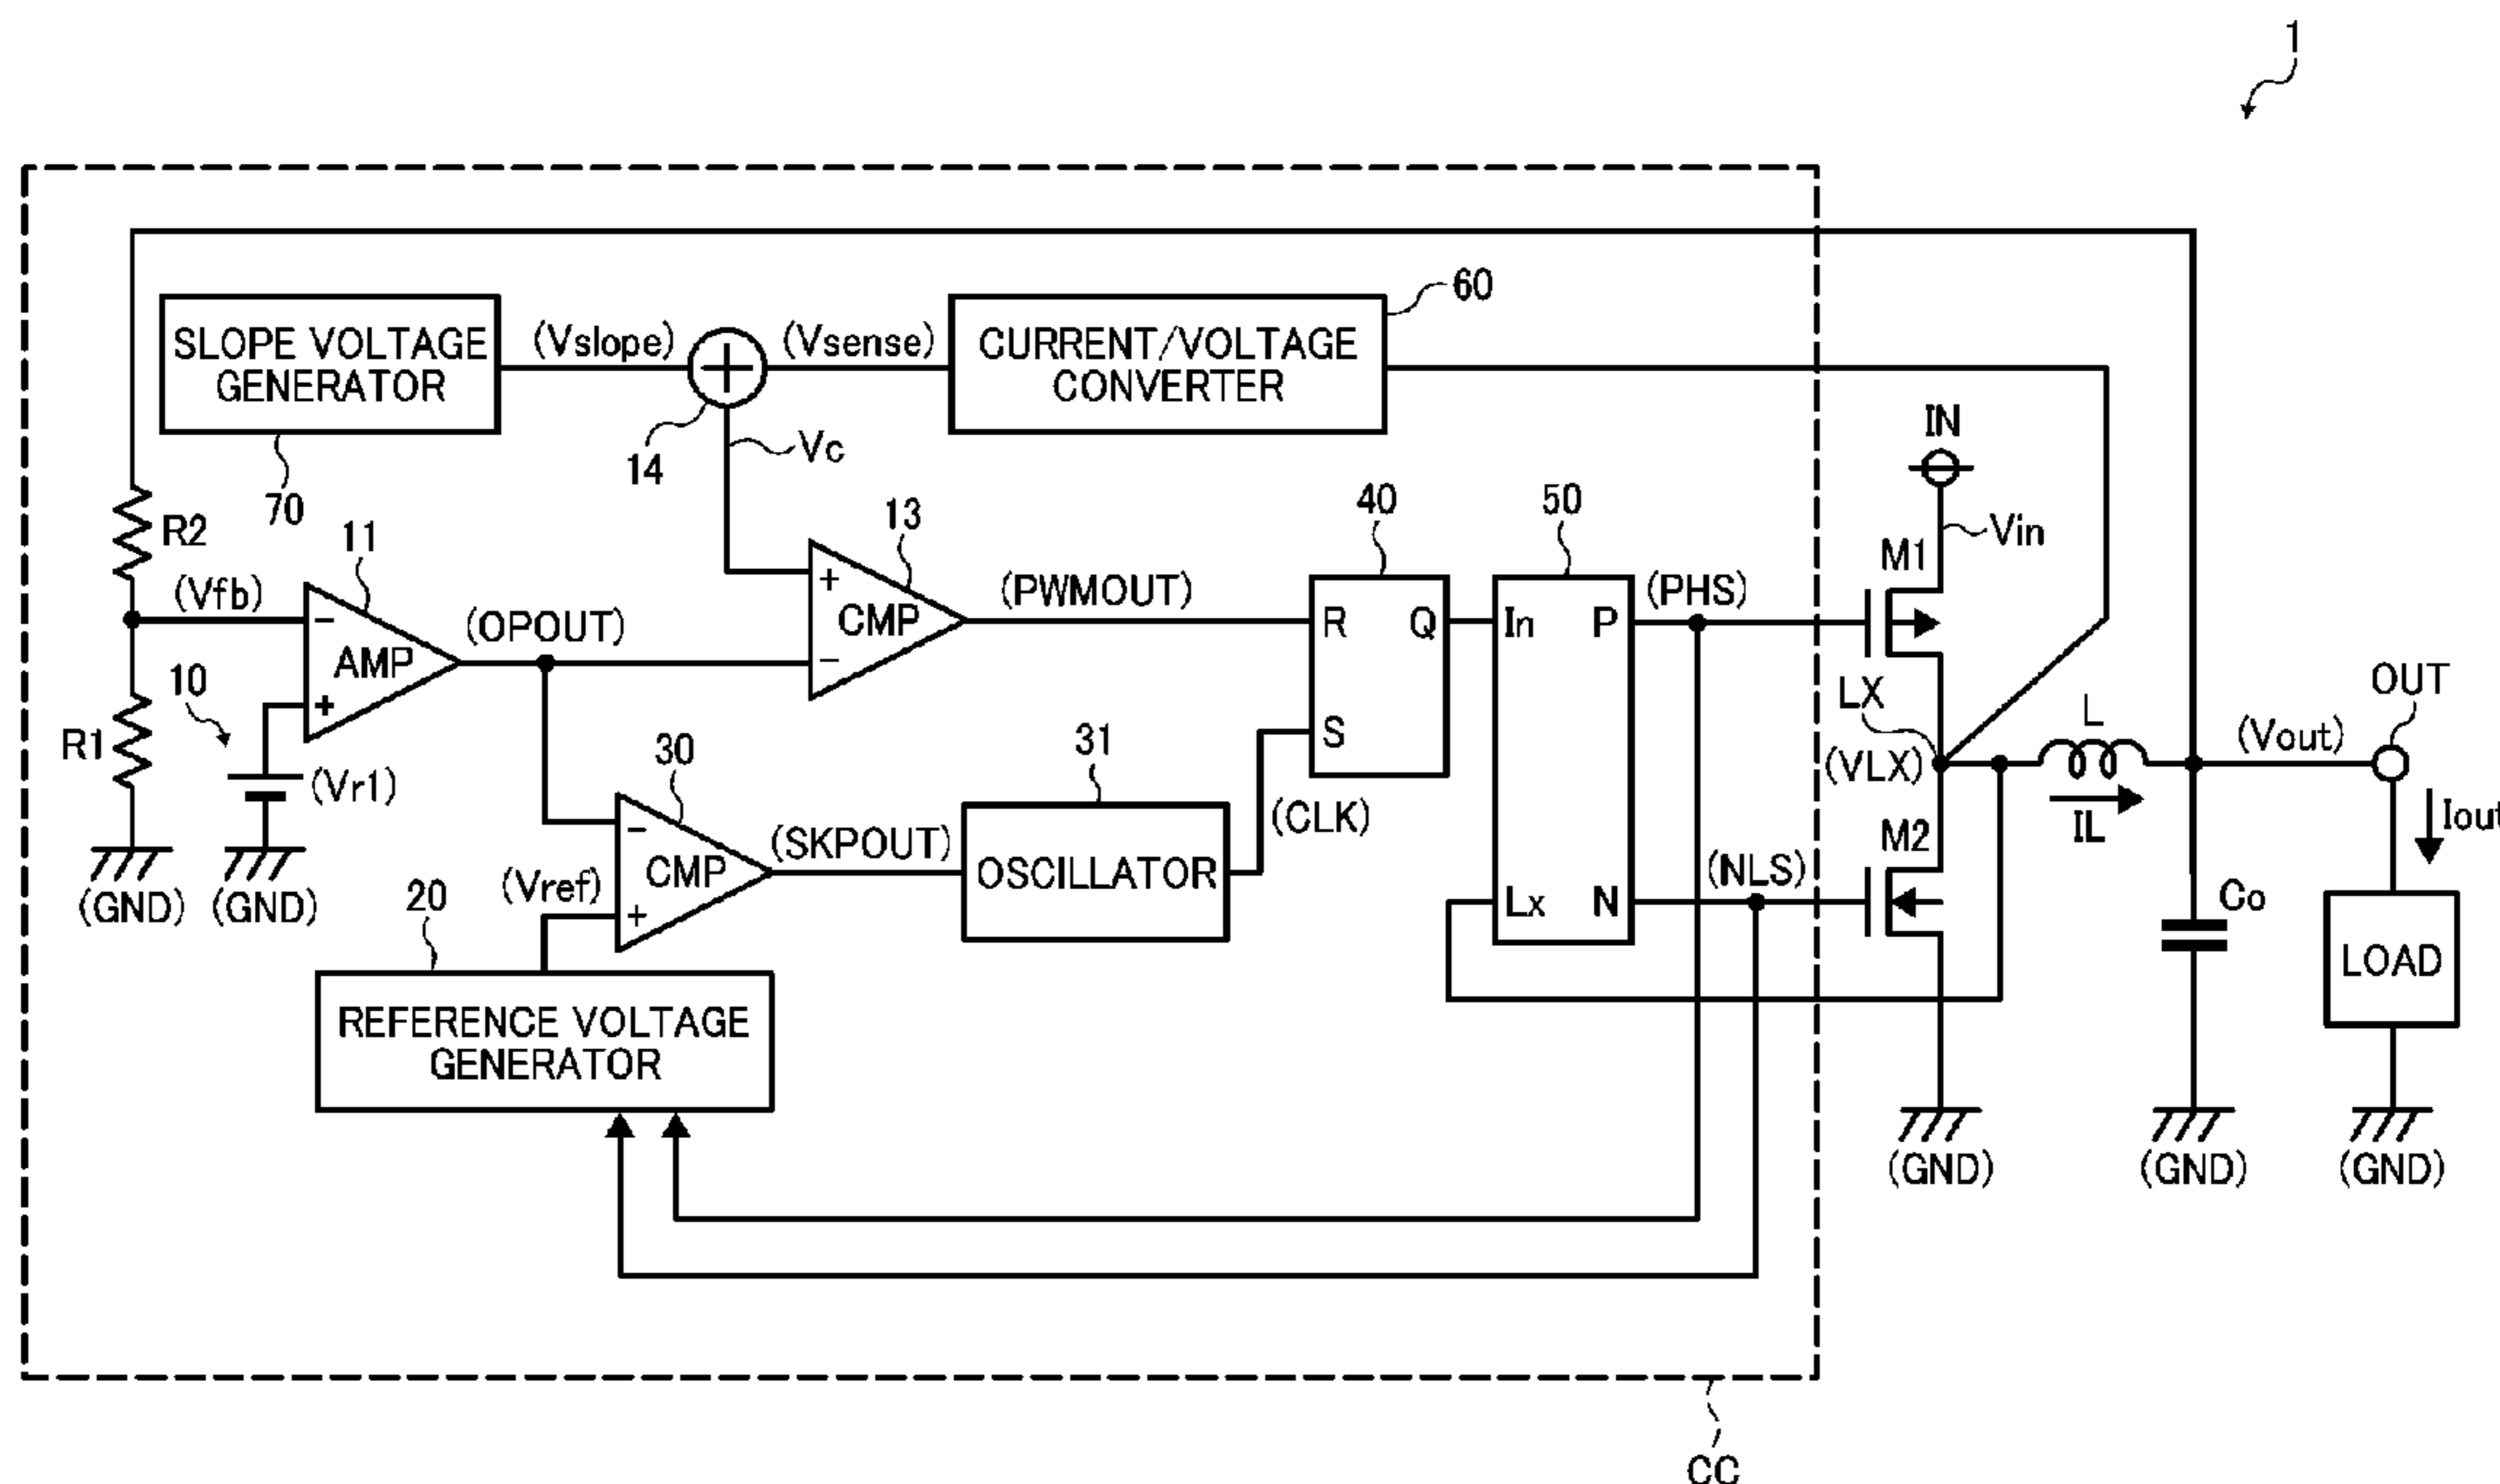 1
60
SLOPE VOLTAGE
GENERATOR
(Vslope)
(Vsense)
CURRENT/VOLTAGE
CONVERTER
14
Vc
70
IN
Vin
R2
11
13
40
50
M1
(Vfb)
(OPOUT)
+
CMP
−
(PWMOUT)
R
Q
S
In
P
Lx
N
(PHS)
−
AMP
+
10
R1
(Vr1)
(GND)
(GND)
LX
(VLX)
L
IL
(Vout)
OUT
Iout
30
31
−
CMP
+
(SKPOUT)
OSCILLATOR
(CLK)
(Vref)
20
(NLS)
M2
Co
LOAD
REFERENCE VOLTAGE
GENERATOR
(GND)
(GND)
(GND)
CC